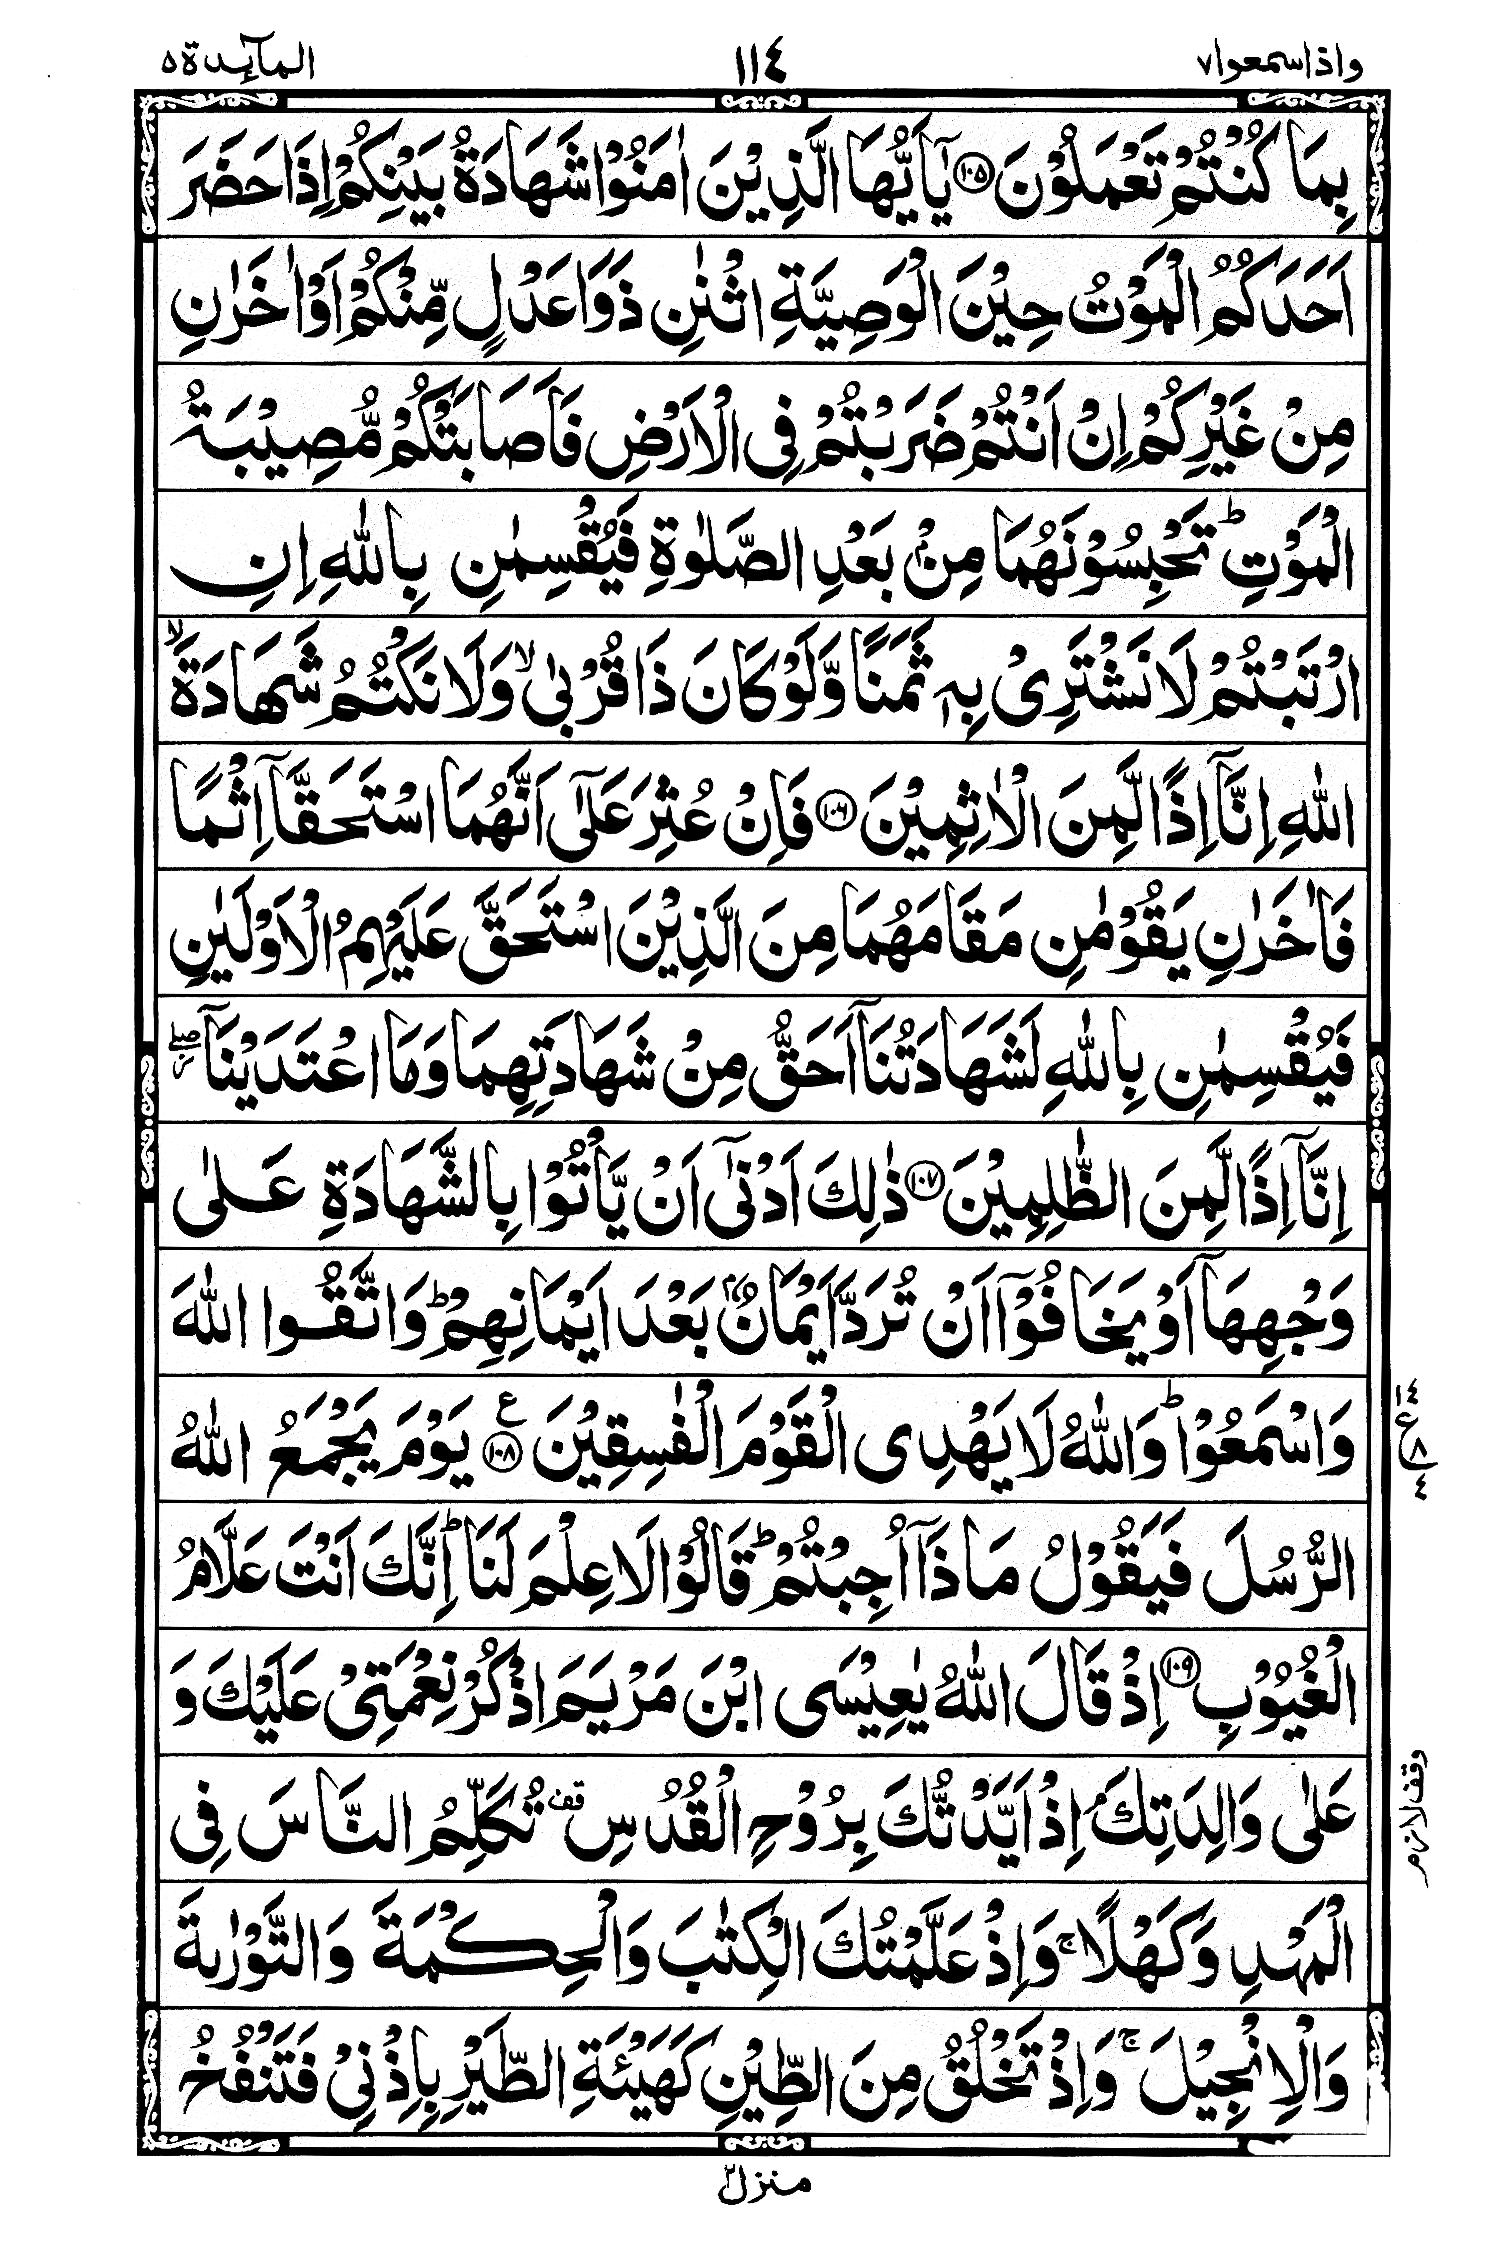 واذاسمعوا٧ ١١٤ المآئدة ٥
بِمَا كُنْتُمْ تَعْمَلُوْنَ ۝١٠٥ يٰۤاَيُّهَا الَّذِيْنَ اٰمَنُوْا شَهَادَةُ بَيْنِكُمْ اِذَا حَضَرَ
اَحَدَكُمُ الْمَوْتُ حِيْنَ الْوَصِيَّةِ اثْنٰنِ ذَوَا عَدْلٍ مِّنْكُمْ اَوْ اٰخَرٰنِ
مِنْ غَيْرِكُمْ اِنْ اَنْتُمْ ضَرَبْتُمْ فِى الْاَرْضِ فَاَصَابَتْكُمْ مُّصِيْبَةُ
الْمَوْتِ ؕ تَحْبِسُوْنَهُمَا مِنْۢ بَعْدِ الصَّلٰوةِ فَيُقْسِمٰنِ بِاللّٰهِ اِنِ
ارْتَبْتُمْ لَا نَشْتَرِىْ بِهٖ ثَمَنًا وَّلَوْ كَانَ ذَا قُرْبٰى ۙ وَلَا نَكْتُمُ شَهَادَةَ ۙ
اللّٰهِ اِنَّاۤ اِذًا لَّمِنَ الْاٰثِمِيْنَ ۝١٠٦ فَاِنْ عُثِرَ عَلٰۤى اَنَّهُمَا اسْتَحَقَّاۤ اِثْمًا
فَاٰخَرٰنِ يَقُوْمٰنِ مَقَامَهُمَا مِنَ الَّذِيْنَ اسْتَحَقَّ عَلَيْهِمُ الْاَوْلَيٰنِ
فَيُقْسِمٰنِ بِاللّٰهِ لَشَهَادَتُنَاۤ اَحَقُّ مِنْ شَهَادَتِهِمَا وَمَا اعْتَدَيْنَاۤ ۖ ز
اِنَّاۤ اِذًا لَّمِنَ الظّٰلِمِيْنَ ۝١٠٧ ذٰلِكَ اَدْنٰۤى اَنْ يَّاْتُوْا بِالشَّهَادَةِ عَلٰى
وَجْهِهَاۤ اَوْ يَخَافُوْۤا اَنْ تُرَدَّ اَيْمَانٌۢ بَعْدَ اَيْمَانِهِمْ ؕ وَاتَّقُوا اللّٰهَ
وَاسْمَعُوْا ؕ وَاللّٰهُ لَا يَهْدِى الْقَوْمَ الْفٰسِقِيْنَ ۝١٠٨ ع يَوْمَ يَجْمَعُ اللّٰهُ
الرُّسُلَ فَيَقُوْلُ مَاذَاۤ اُجِبْتُمْ ؕ قَالُوْا لَا عِلْمَ لَنَا ؕ اِنَّكَ اَنْتَ عَلَّامُ
الْغُيُوْبِ ۝١٠٩ اِذْ قَالَ اللّٰهُ يٰعِيْسَى ابْنَ مَرْيَمَ اذْكُرْ نِعْمَتِىْ عَلَيْكَ وَ
عَلٰى وَالِدَتِكَ ۘ اِذْ اَيَّدْتُّكَ بِرُوْحِ الْقُدُسِ قف تُكَلِّمُ النَّاسَ فِى
الْمَهْدِ وَكَهْلًا ۚ وَاِذْ عَلَّمْتُكَ الْكِتٰبَ وَالْحِكْمَةَ وَالتَّوْرٰىةَ
وَالْاِنْجِيْلَ ۚ وَاِذْ تَخْلُقُ مِنَ الطِّيْنِ كَهَيْئَةِ الطَّيْرِ بِاِذْنِىْ فَتَنْفُخُ
١٤
ع ٨
٤
وقف لازم
منزل ٢